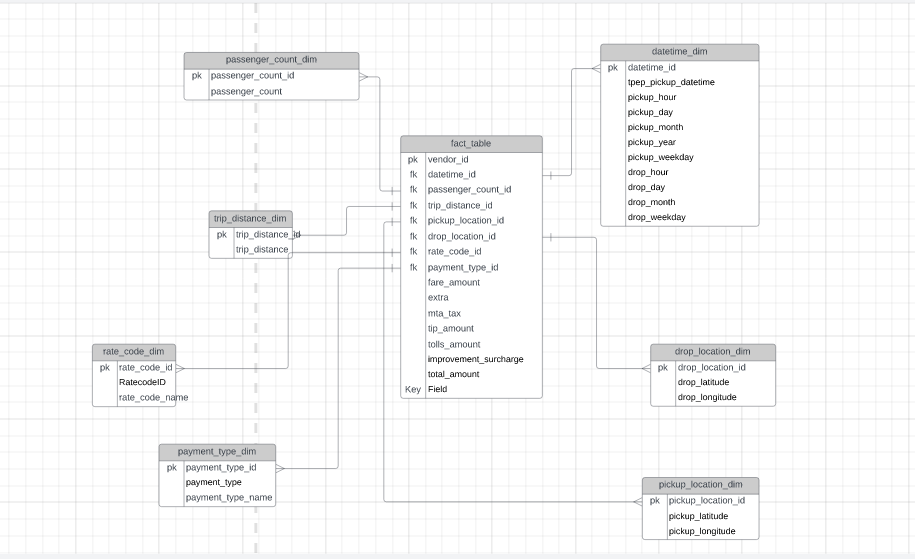 passenger_count_dim
pk passenger_count_id
passenger_count
datetime_dim
pk datetime_id
tpep_pickup_datetime
pickup_hour
pickup_day
pickup_month
pickup_year
pickup_weekday
drop_hour
drop_day
drop_month
drop_weekday
fact_table
pk vendor_id
fk datetime_id
fk passenger_count_id
fk trip_distance_id
fk pickup_location_id
fk drop_location_id
fk rate_code_id
fk payment_type_id
fare_amount
extra
mta_tax
tip_amount
tolls_amount
improvement_surcharge
total_amount
Key Field
trip_distance_dim
pk trip_distance_id
trip_distance
rate_code_dim
pk rate_code_id
RatecodeID
rate_code_name
drop_location_dim
pk drop_location_id
drop_latitude
drop_longitude
payment_type_dim
pk payment_type_id
payment_type
payment_type_name
pickup_location_dim
pk pickup_location_id
pickup_latitude
pickup_longitude